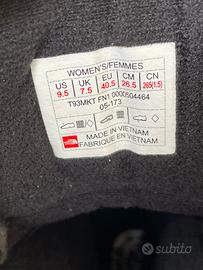 WOMEN'S/FEMMES
US UK EU CM CN
9.5 7.5 40.5 26.5 265(1.5)
T93MKT FN1 0000504464
05-173
MADE IN VIETNAM
FABRIQUÉ EN VIETNAM
subito